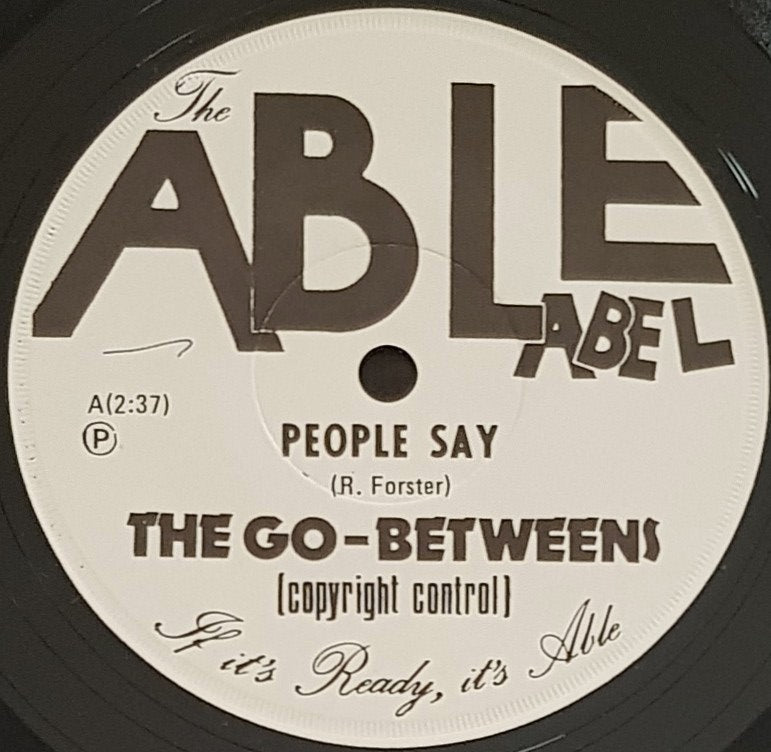 The
ABLE
LABEL
A(2:37)
Ⓟ
PEOPLE SAY
(R. Forster)
THE GO-BETWEENS
(copyright control)
If it's Ready, it's Able